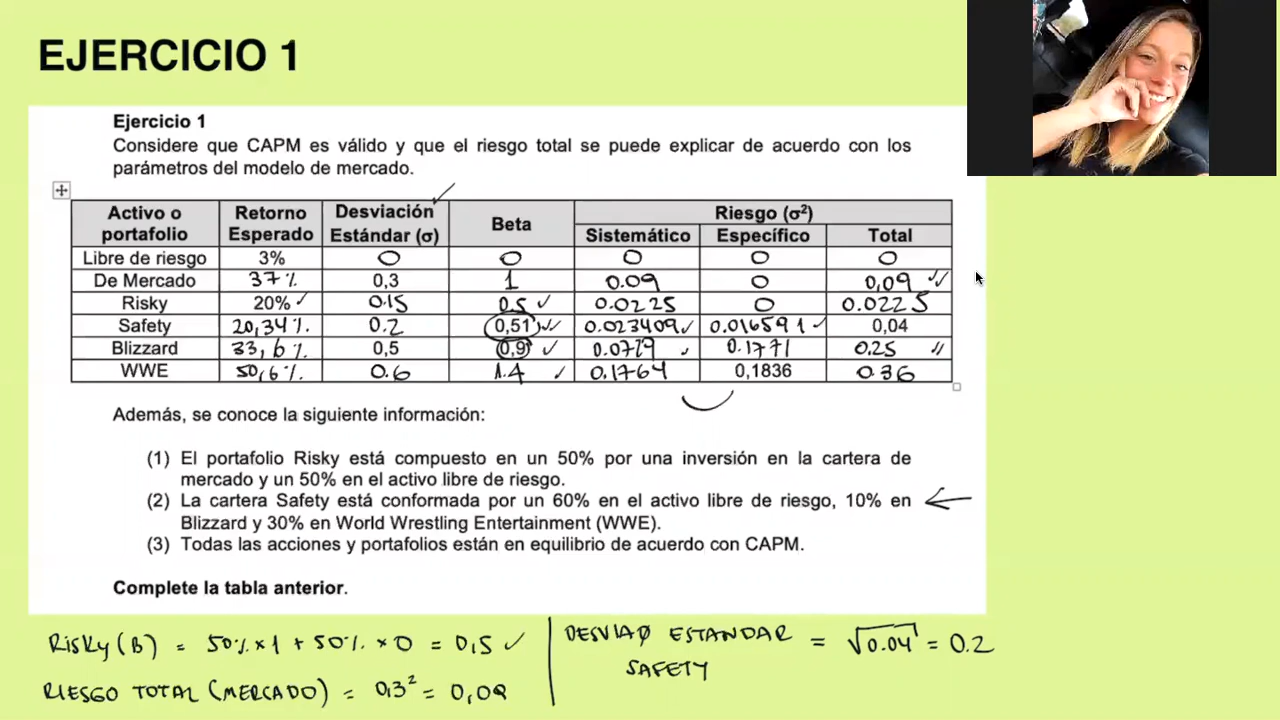 EJERCICIO 1
Ejercicio 1
Considere que CAPM es válido y que el riesgo total se puede explicar de acuerdo con los
parámetros del modelo de mercado.
Activo o portafolio Retorno Esperado Desviación Estándar (σ) Beta Riesgo (σ²)
Sistemático Específico Total
Libre de riesgo 3% 0 0 0 0 0
De Mercado 37% 0,3 1 0.09 0 0,09
Risky 20% 0.15 0.5 0.0225 0 0.0225
Safety 20,34% 0.2 0,51 0.023409 0.016591 0,04
Blizzard 33,6% 0,5 0,9 0.0729 0.1771 0.25
WWE 50,6% 0.6 1.4 0.1764 0,1836 0.36
Además, se conoce la siguiente información:
(1) El portafolio Risky está compuesto en un 50% por una inversión en la cartera de
mercado y un 50% en el activo libre de riesgo.
(2) La cartera Safety está conformada por un 60% en el activo libre de riesgo, 10% en
Blizzard y 30% en World Wrestling Entertainment (WWE).
(3) Todas las acciones y portafolios están en equilibrio de acuerdo con CAPM.
Complete la tabla anterior.
RISKY (B) = 50% x 1 + 50% x 0 = 0,5
RIESGO TOTAL (MERCADO) = 0,3² = 0,09
DESVIAØ ESTANDAR = √0.04 = 0.2
SAFETY